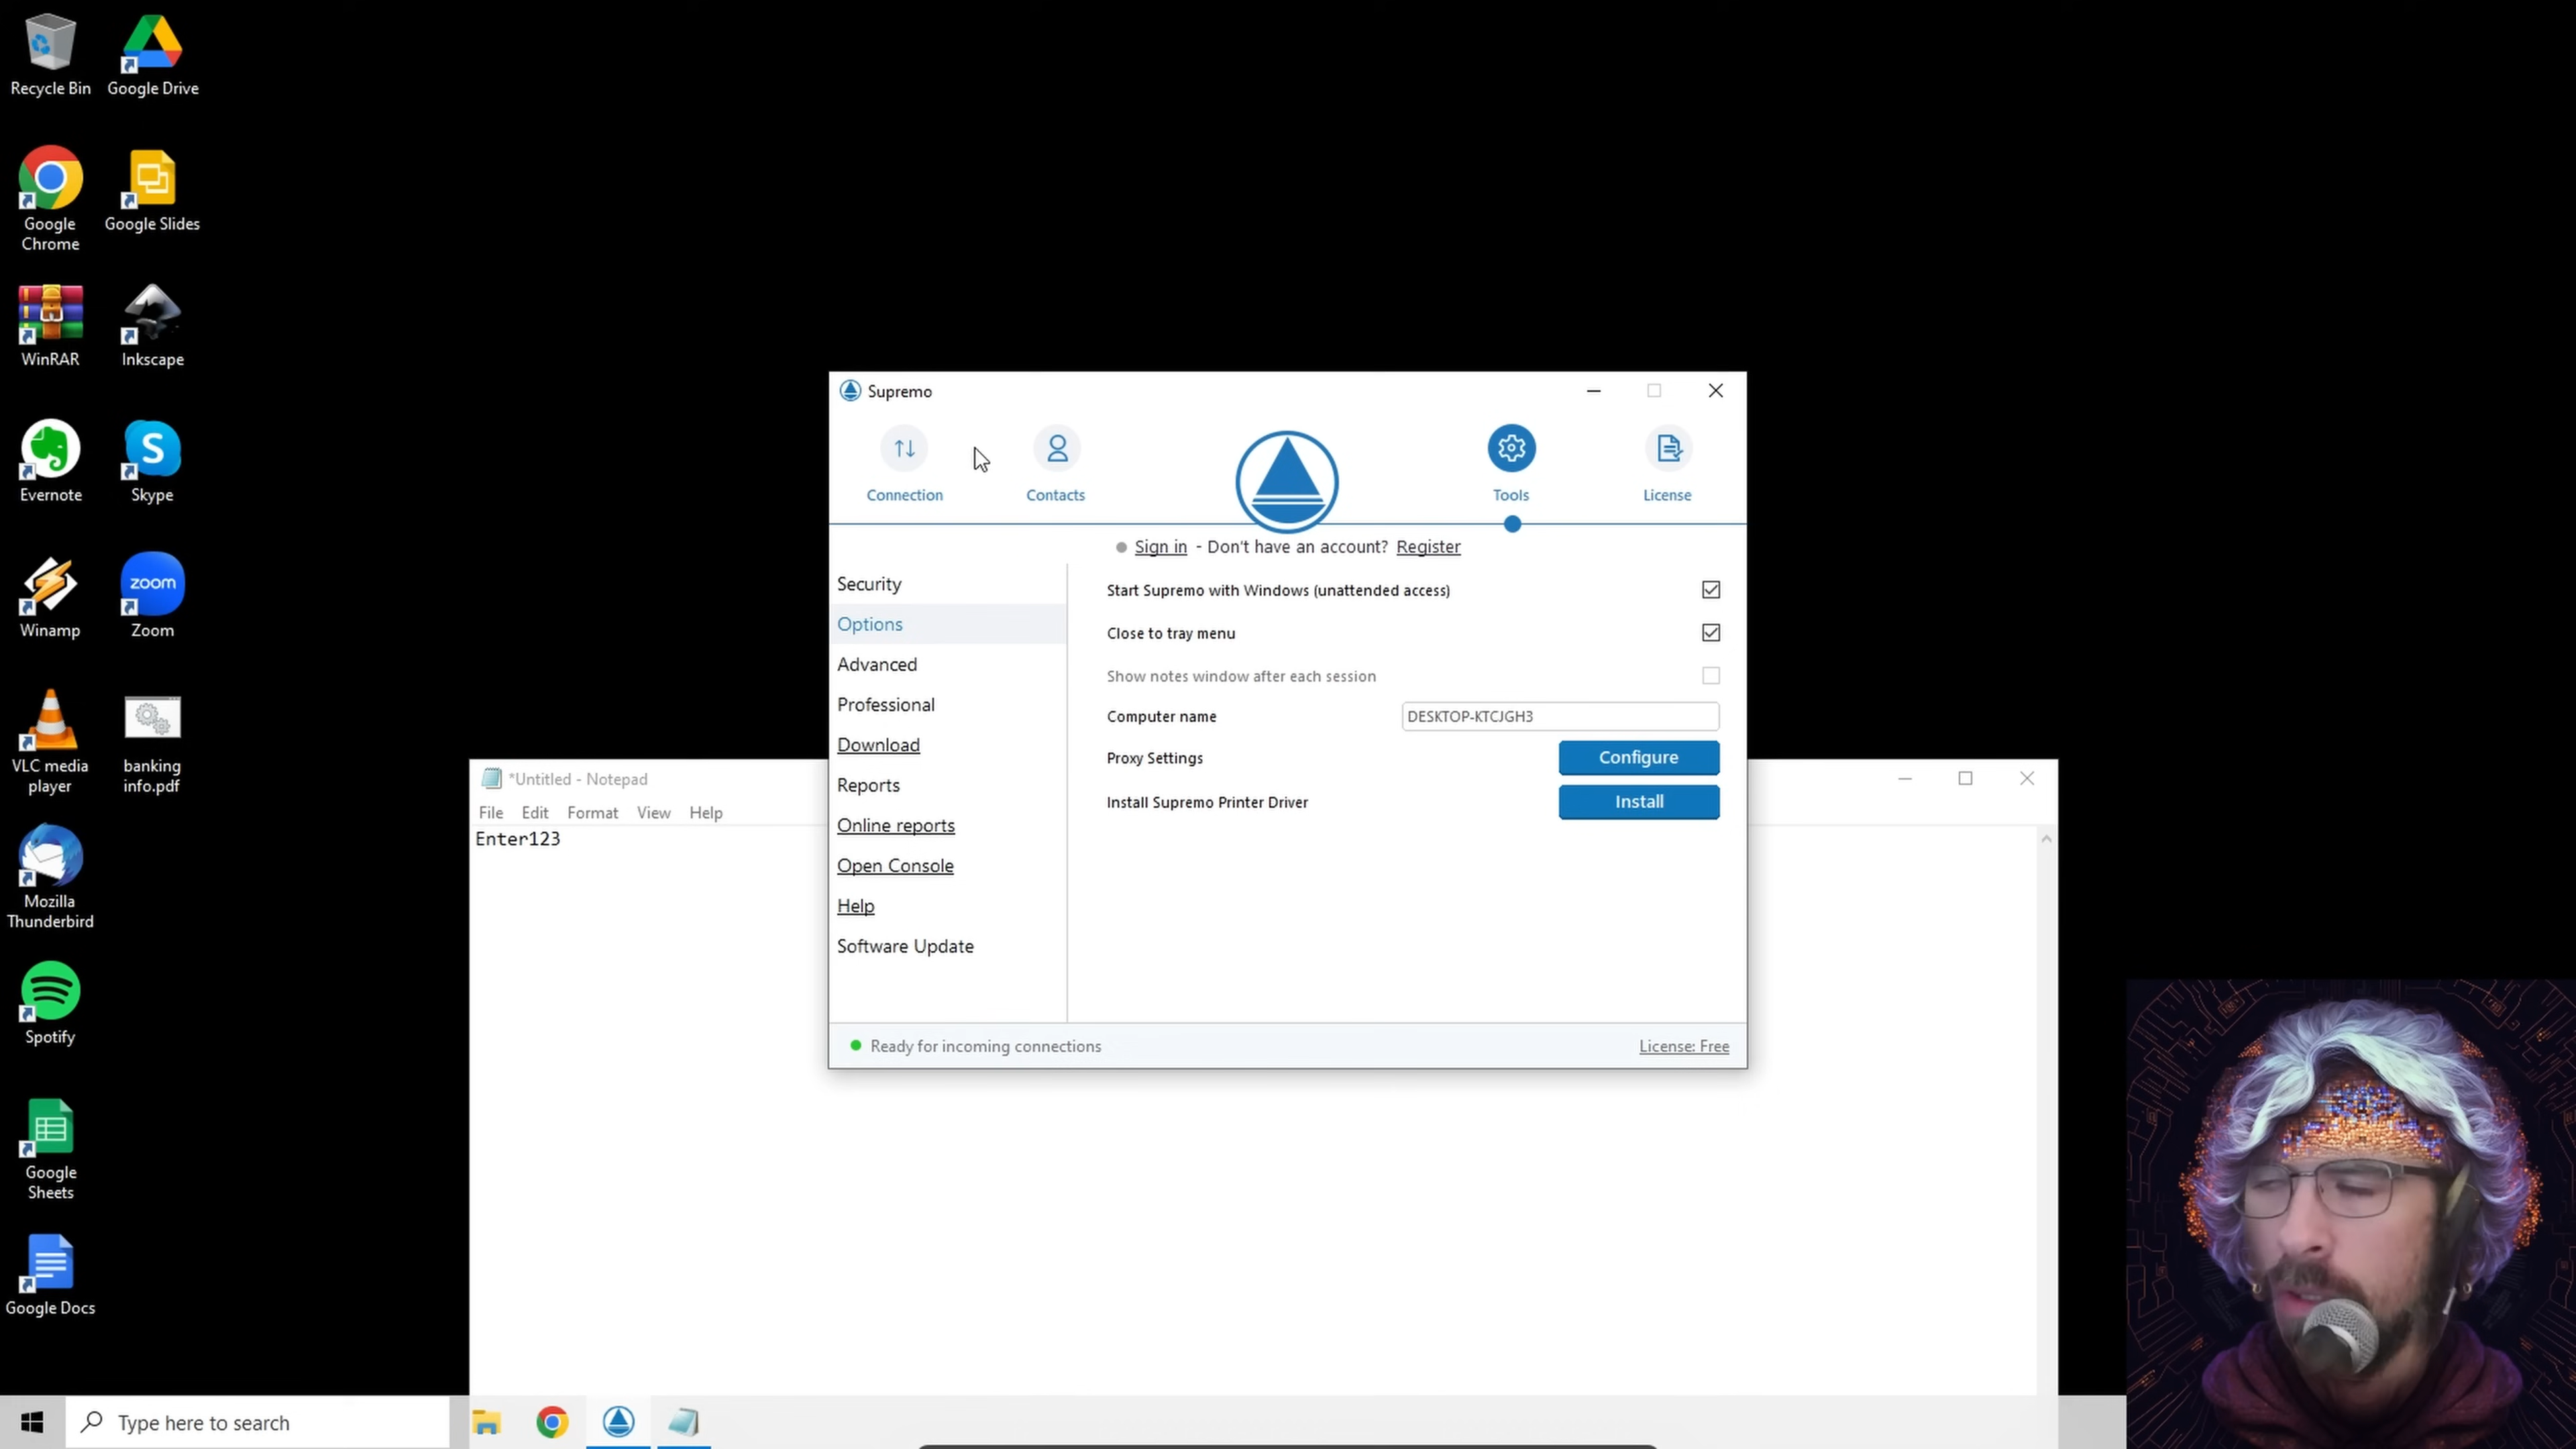 Recycle Bin
Google Drive
Google
Chrome
Google Slides
WinRAR
Inkscape
Evernote
S
Skype
Winamp
zoom
Zoom
VLC media
player
banking
info.pdf
Mozilla
Thunderbird
Spotify
Google
Sheets
Google Docs
Supremo
Connection
Contacts
Tools
License
Sign in - Don't have an account? Register
Security
Options
Advanced
Professional
Download
Reports
Online reports
Open Console
Help
Software Update
Start Supremo with Windows (unattended access)
Close to tray menu
Show notes window after each session
Computer name
DESKTOP-KTCJGH3
Proxy Settings
Configure
Install Supremo Printer Driver
Install
Ready for incoming connections
License: Free
*Untitled - Notepad
File Edit Format View Help
Enter123
Type here to search